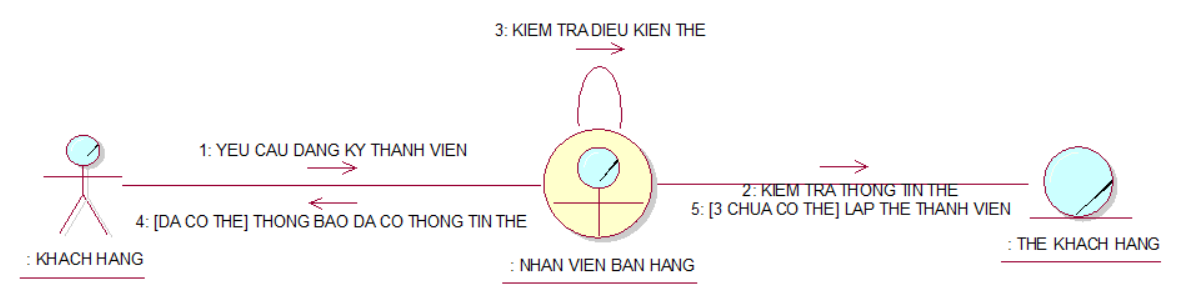 3: KIEM TRA DIEU KIEN THE
1: YEU CAU DANG KY THANH VIEN
2: KIEM TRA THONG TIN THE
4: [DA CO THE] THONG BAO DA CO THONG TIN THE
5: [3 CHUA CO THE] LAP THE THANH VIEN
: KHACH HANG
: NHAN VIEN BAN HANG
: THE KHACH HANG